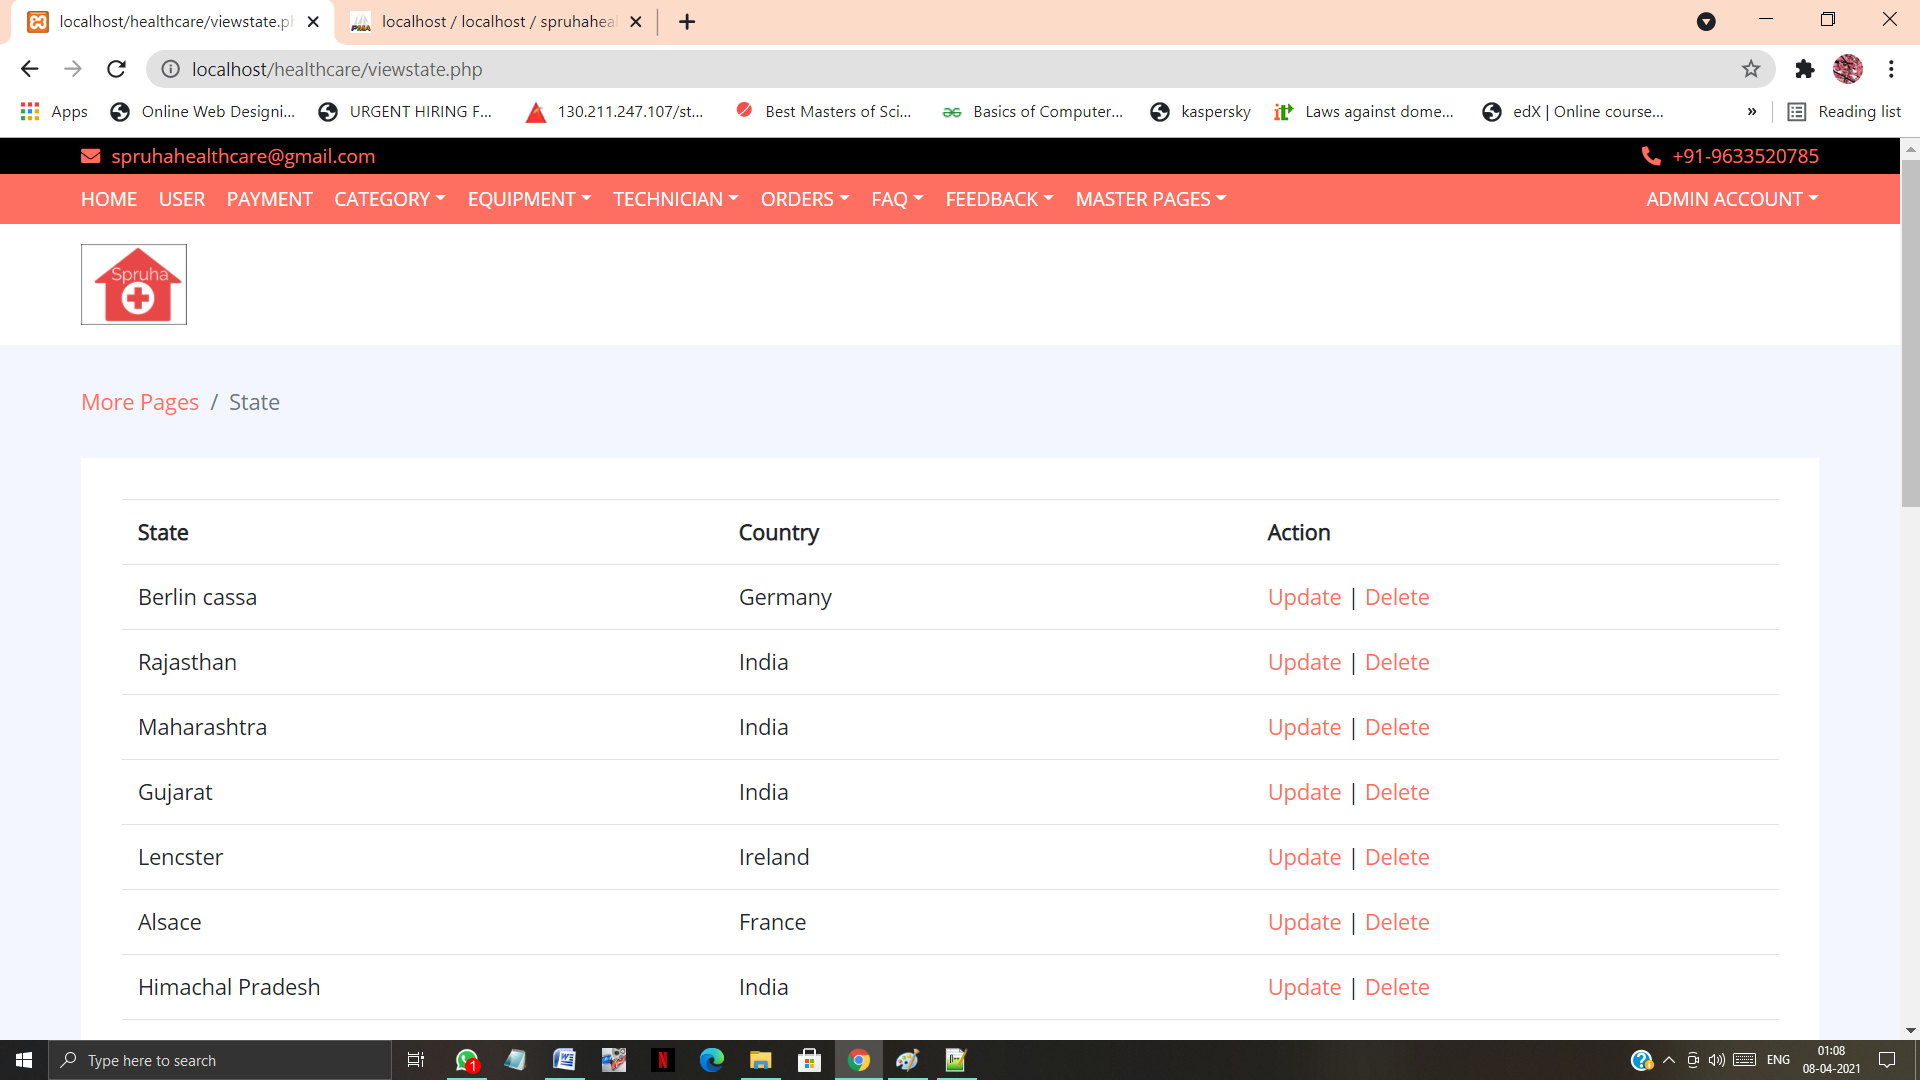 localhost/healthcare/viewstate.ph
localhost / localhost / spruhaheal
localhost/healthcare/viewstate.php
Apps Online Web Designi... URGENT HIRING F... 130.211.247.107/st... Best Masters of Sci... Basics of Computer... kaspersky Laws against dome... edX | Online course... » Reading list
spruhahealthcare@gmail.com +91-9633520785
HOME USER PAYMENT CATEGORY EQUIPMENT TECHNICIAN ORDERS FAQ FEEDBACK MASTER PAGES ADMIN ACCOUNT
Spruha
More Pages / State
State Country Action
Berlin cassa Germany Update | Delete
Rajasthan India Update | Delete
Maharashtra India Update | Delete
Gujarat India Update | Delete
Lencster Ireland Update | Delete
Alsace France Update | Delete
Himachal Pradesh India Update | Delete
Type here to search
1
ENG
01:08
08-04-2021